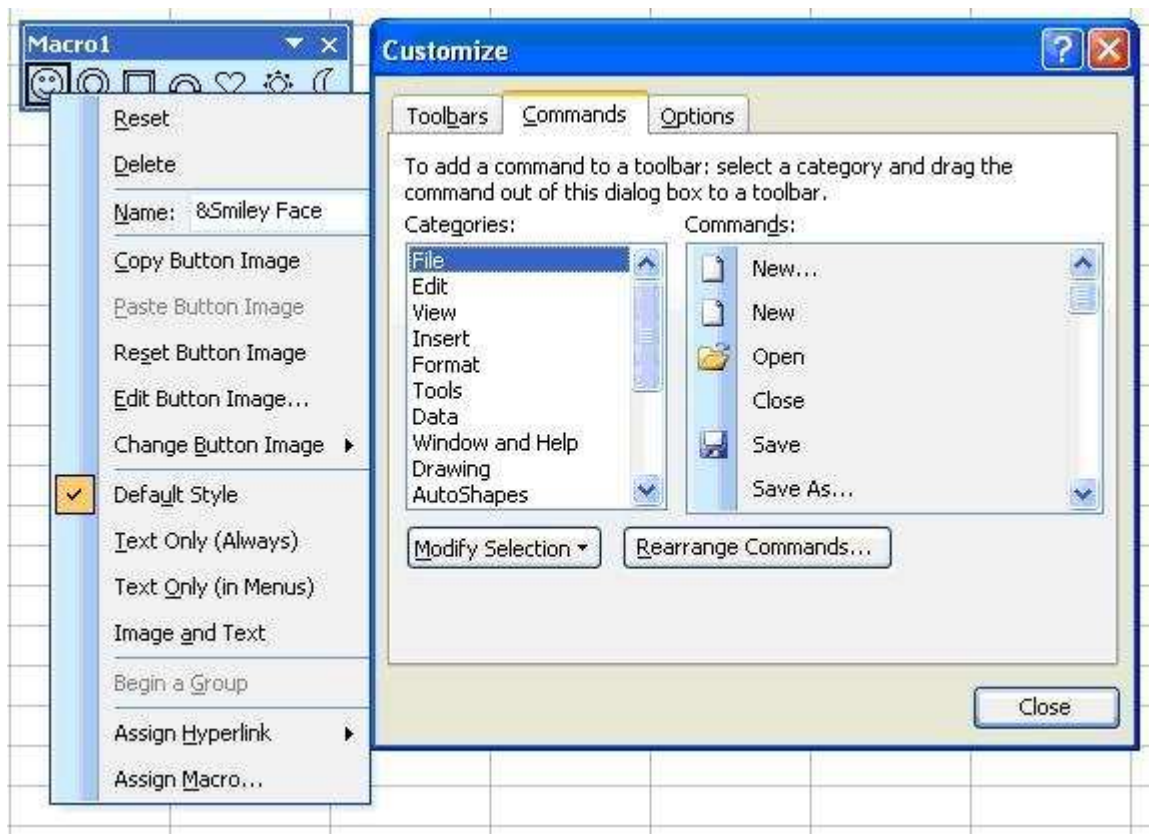 Macro1
Reset
Delete
Name: &Smiley Face
Copy Button Image
Paste Button Image
Reset Button Image
Edit Button Image...
Change Button Image
Default Style
Text Only (Always)
Text Only (in Menus)
Image and Text
Begin a Group
Assign Hyperlink
Assign Macro...
Customize
Toolbars Commands Options
To add a command to a toolbar: select a category and drag the
command out of this dialog box to a toolbar.
Categories:
File
Edit
View
Insert
Format
Tools
Data
Window and Help
Drawing
AutoShapes
Commands:
New...
New
Open
Close
Save
Save As...
Modify Selection
Rearrange Commands...
Close